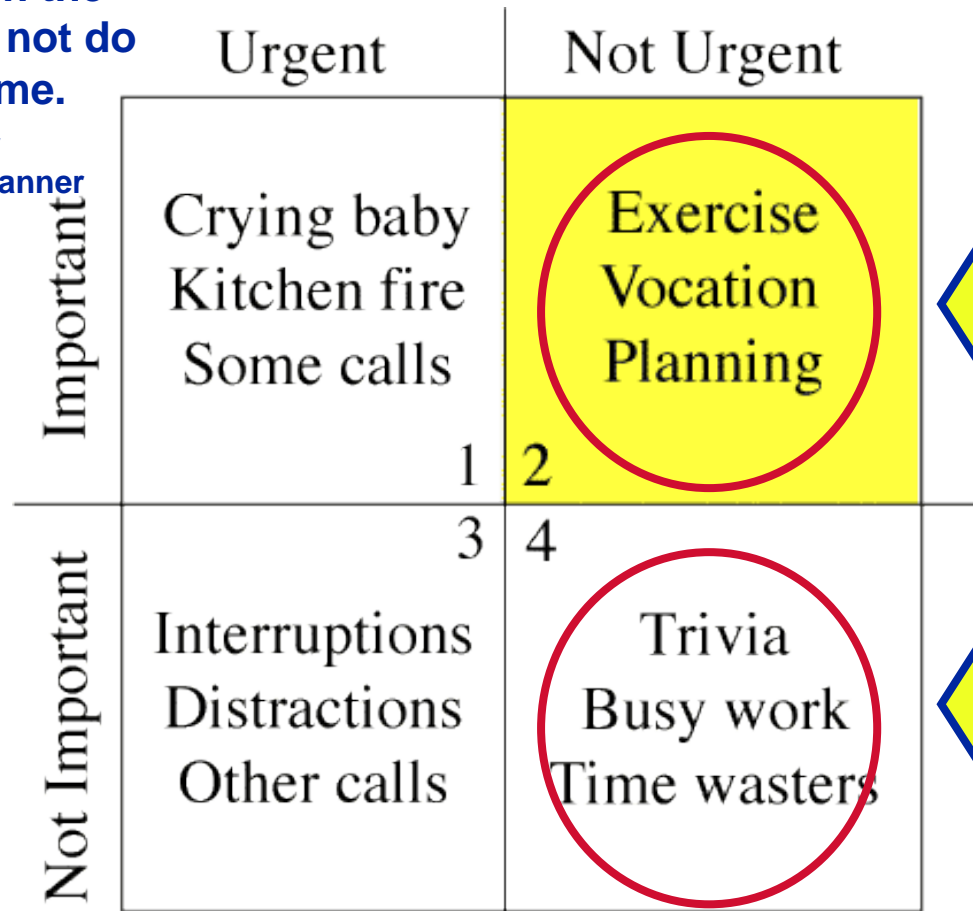 not do
me.
Urgent
Not Urgent
Important
Crying baby
Kitchen fire
Some calls
1
Exercise
Vocation
Planning
2
Not Important
3
Interruptions
Distractions
Other calls
4
Trivia
Busy work
Time wasters